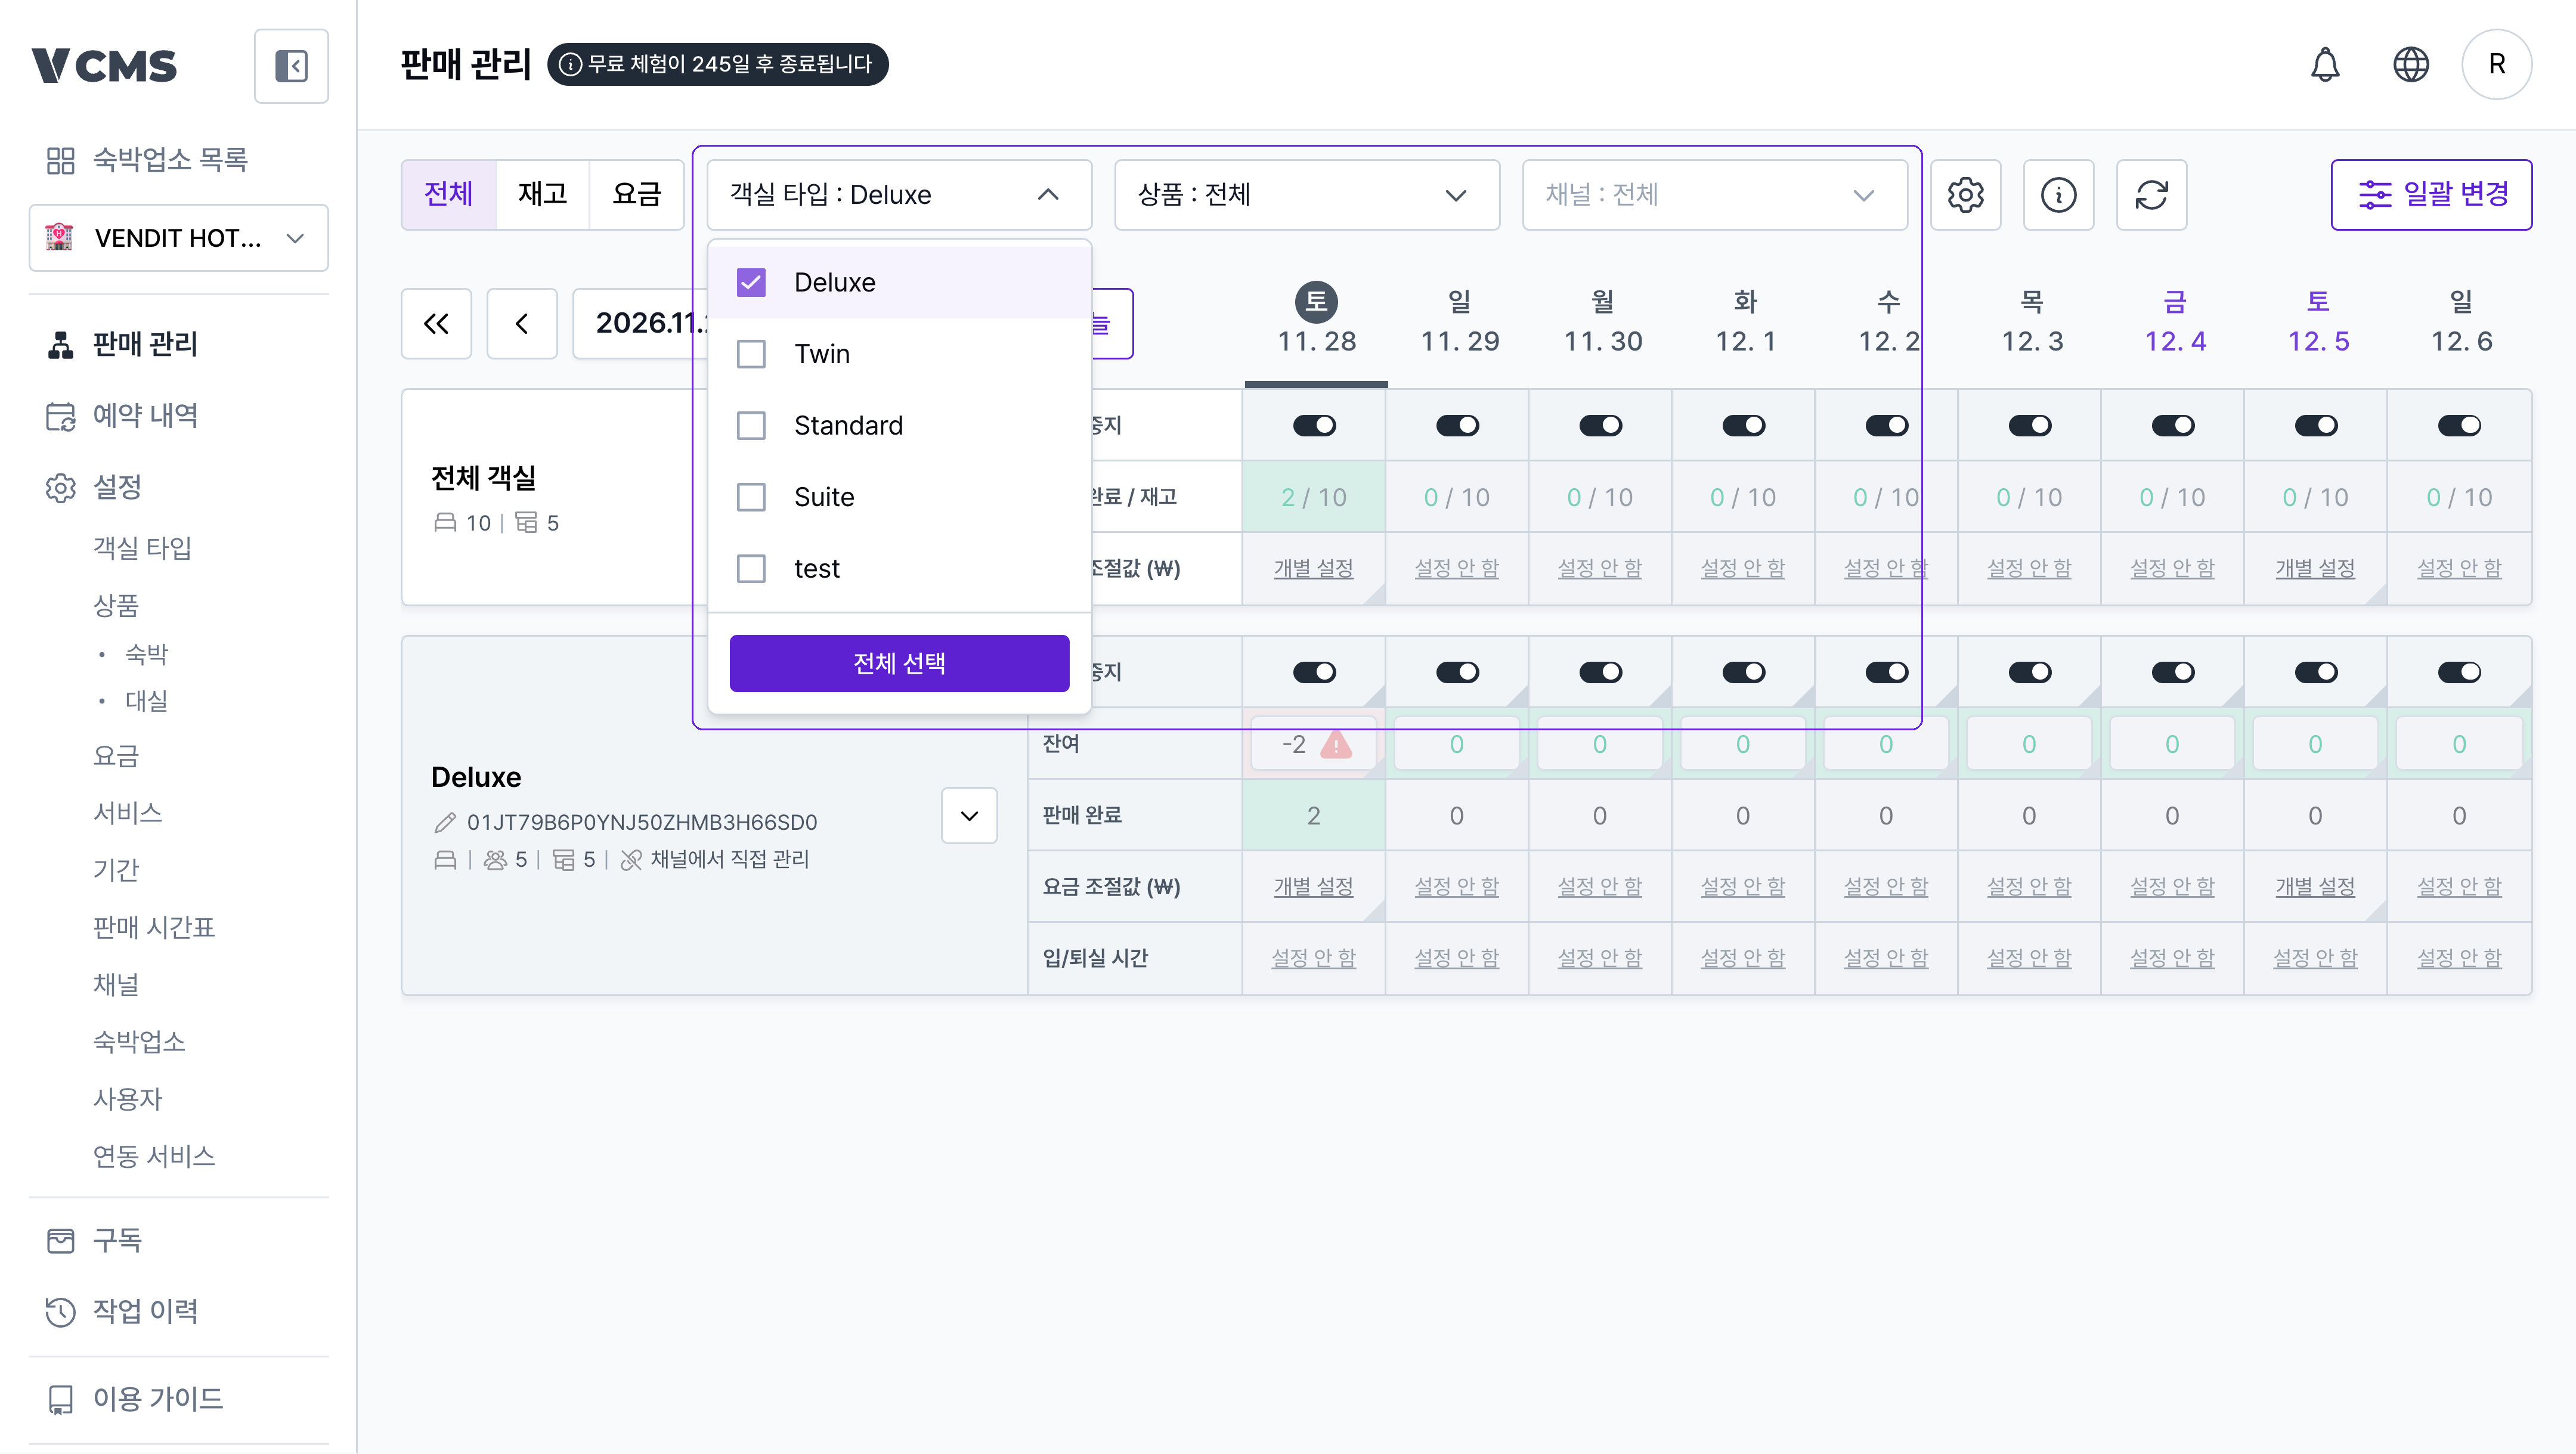 VCMS
숙박업소 목록
VENDIT HOT...
판매 관리
예약 내역
설정
객실 타입
상품
• 숙박
• 대실
요금
서비스
기간
판매 시간표
채널
숙박업소
사용자
연동 서비스
구독
작업 이력
이용 가이드
판매 관리
무료 체험이 245일 후 종료됩니다
R
전체 재고 요금
객실 타입 : Deluxe
상품 : 전체
채널 : 전체
일괄 변경
Deluxe
Twin
Standard
Suite
test
전체 선택
2026.11.
늘
토 일 월 화 수 목 금 토 일
11. 28 11. 29 11. 30 12. 1 12. 2 12. 3 12. 4 12. 5 12. 6
전체 객실
10 | 5
중지
완료 / 재고 2 / 10 0 / 10 0 / 10 0 / 10 0 / 10 0 / 10 0 / 10 0 / 10 0 / 10
조절값 (₩) 개별 설정 설정 안 함 설정 안 함 설정 안 함 설정 안 함 설정 안 함 설정 안 함 개별 설정 설정 안 함
Deluxe
01JT79B6P0YNJ50ZHMB3H66SD0
| 5 | 5 | 채널에서 직접 관리
중지
잔여 -2 0 0 0 0 0 0 0 0
판매 완료 2 0 0 0 0 0 0 0 0
요금 조절값 (₩) 개별 설정 설정 안 함 설정 안 함 설정 안 함 설정 안 함 설정 안 함 설정 안 함 개별 설정 설정 안 함
입/퇴실 시간 설정 안 함 설정 안 함 설정 안 함 설정 안 함 설정 안 함 설정 안 함 설정 안 함 설정 안 함 설정 안 함